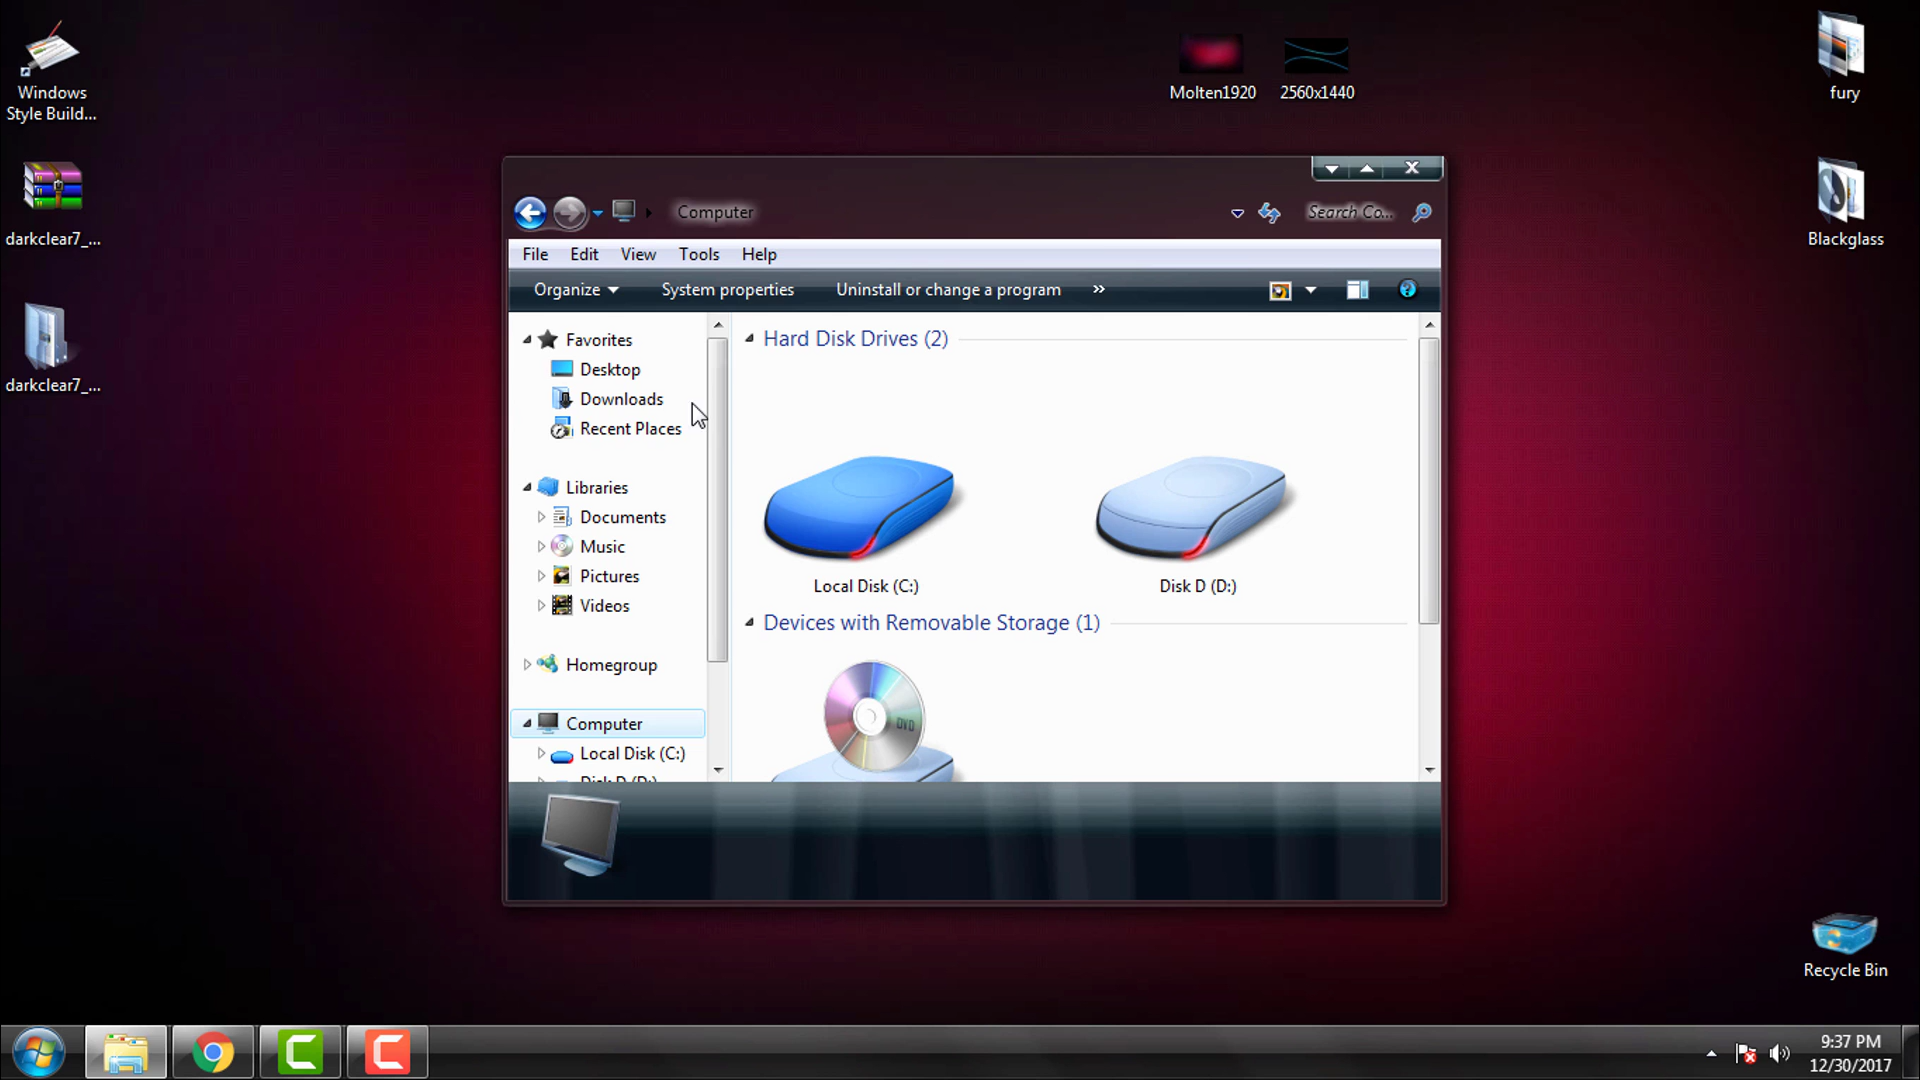 Windows
Style Build...
darkclear7_...
darkclear7_...
Molten1920
2560x1440
fury
Blackglass
Recycle Bin
Computer
Search Co...
File Edit View Tools Help
Organize System properties Uninstall or change a program »
Favorites
Desktop
Downloads
Recent Places
Libraries
Documents
Music
Pictures
Videos
Homegroup
Computer
Local Disk (C:)
Disk D (D:)
Hard Disk Drives (2)
Local Disk (C:)
Disk D (D:)
Devices with Removable Storage (1)
DVD
9:37 PM
12/30/2017